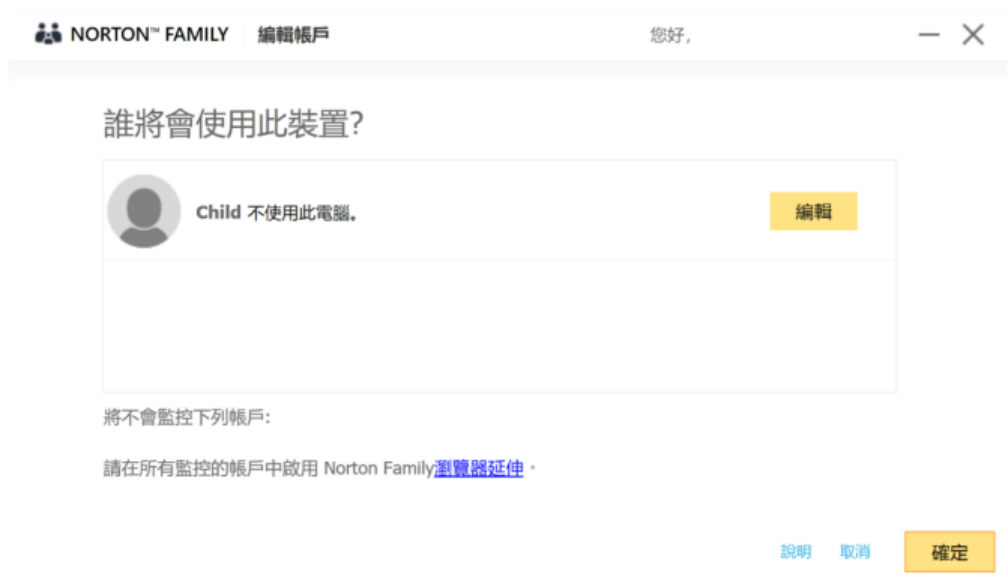 NORTON™ FAMILY 編輯帳戶 您好,
誰將會使用此裝置?
Child 不使用此電腦。 編輯
將不會監控下列帳戶:
請在所有監控的帳戶中啟用 Norton Family瀏覽器延伸。
說明 取消 確定